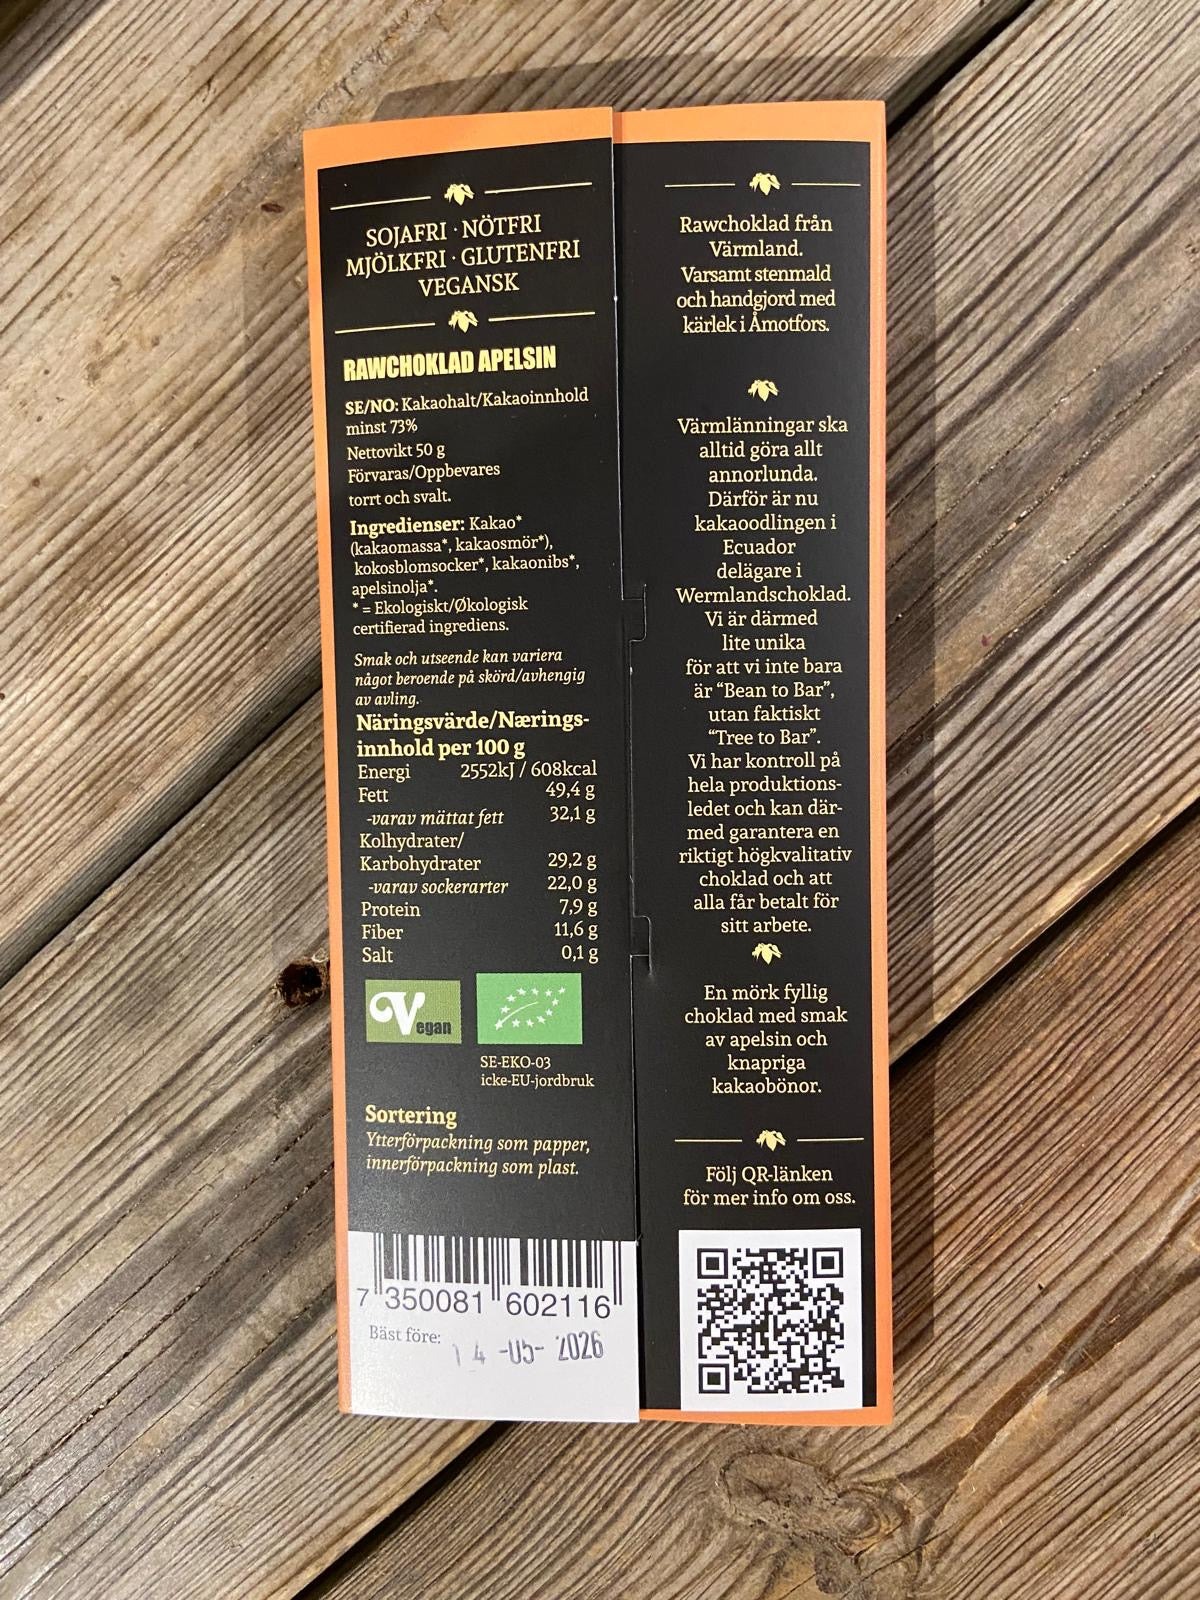 SOJAFRI · NÖTFRI
MJÖLKFRI · GLUTENFRI
VEGANSK
RAWCHOKLAD APELSIN
SE/NO: Kakaohalt/Kakaoinnhold
minst 73%
Nettovikt 50 g
Förvaras/Oppbevares
torrt och svalt.
Ingredienser: Kakao*
(kakaomassa*, kakaosmör*),
kokosblomsocker*, kakaonibs*,
apelsinolja*.
* = Ekologiskt/Økologisk
certifierad ingrediens.
Smak och utseende kan variera
något beroende på skörd/avhengig
av avling.
Näringsvärde/Nærings-
innhold per 100 g
Energi 2552kJ / 608kcal
Fett 49,4 g
-varav mättat fett 32,1 g
Kolhydrater/
Karbohydrater 29,2 g
-varav sockerarter 22,0 g
Protein 7,9 g
Fiber 11,6 g
Salt 0,1 g
Vegan
SE-EKO-03
icke-EU-jordbruk
Sortering
Ytterförpackning som papper,
innerförpackning som plast.
7 350081 602116
Bäst före: 14-05-2026
Rawchoklad från
Värmland.
Varsamt stenmald
och handgjord med
kärlek i Åmotfors.
Värmlänningar ska
alltid göra allt
annorlunda.
Därför är nu
kakaoodlingen i
Ecuador
delägare i
Wermlandschoklad.
Vi är därmed
lite unika
för att vi inte bara
är “Bean to Bar”,
utan faktiskt
“Tree to Bar”.
Vi har kontroll på
hela produktions-
ledet och kan där-
med garantera en
riktigt högkvalitativ
choklad och att
alla får betalt för
sitt arbete.
En mörk fyllig
choklad med smak
av apelsin och
knapriga
kakaobönor.
Följ QR-länken
för mer info om oss.